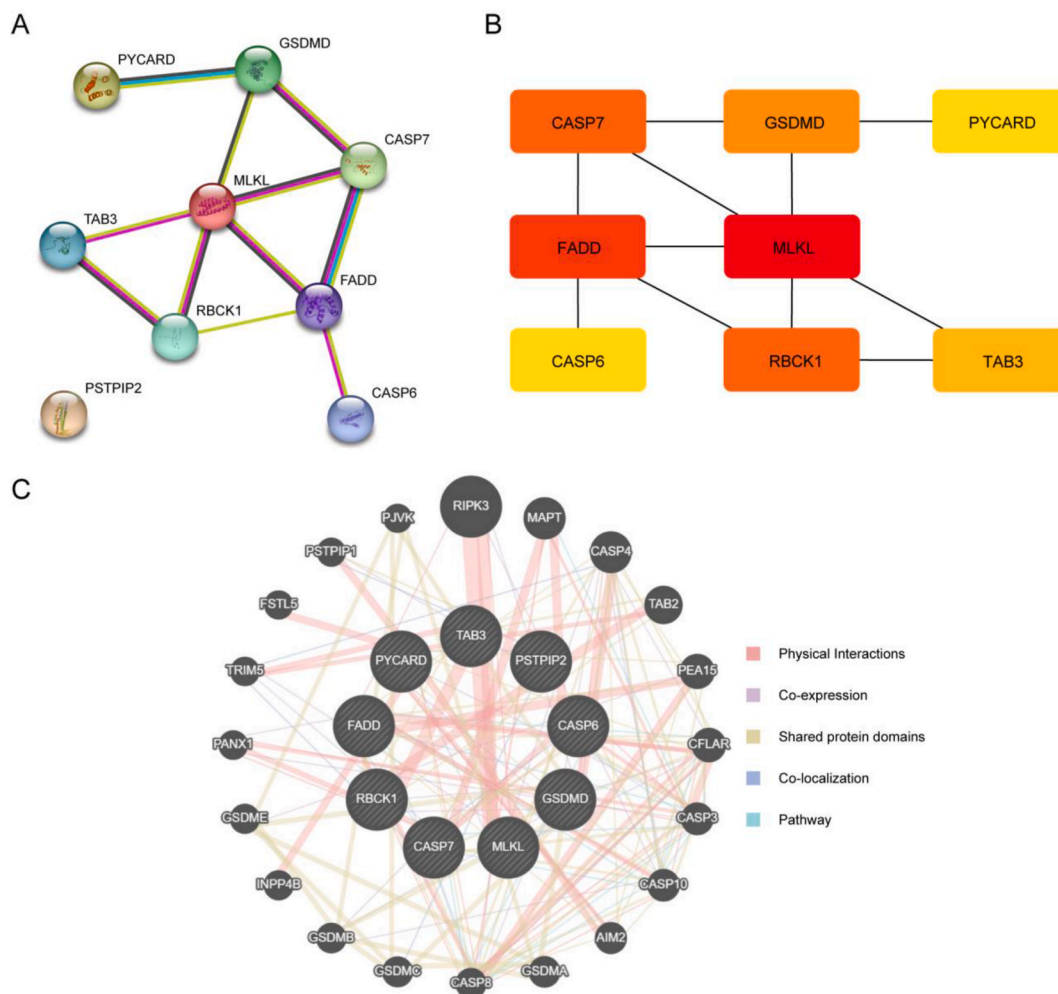 A
PYCARD
GSDMD
CASP7
MLKL
TAB3
FADD
RBCK1
PSTPIP2
CASP6
B
CASP7
GSDMD
PYCARD
FADD
MLKL
CASP6
RBCK1
TAB3
C
RIPK3
PJVK
MAPT
PSTPIP1
CASP4
FSTL5
TAB2
TAB3
PYCARD
PSTPIP2
TRIM5
PEA15
FADD
CASP6
PANX1
CFLAR
RBCK1
GSDMD
GSDME
CASP3
CASP7
MLKL
INPP4B
CASP10
GSDMB
AIM2
GSDMC
CASP8
GSDMA
Physical Interactions
Co-expression
Shared protein domains
Co-localization
Pathway